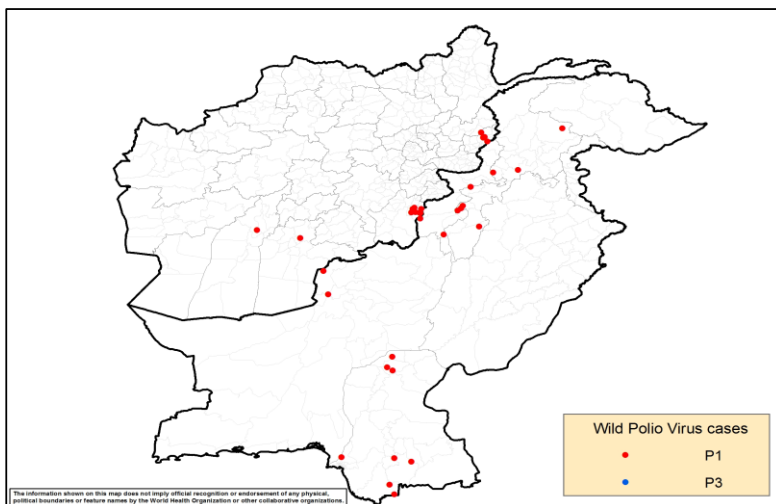 Wild Polio Virus cases
P1
P3
The information shown on this map does not imply official recognition or endorsement of any physical,
political boundaries or feature names by the World Health Organization or other collaborative organizations.